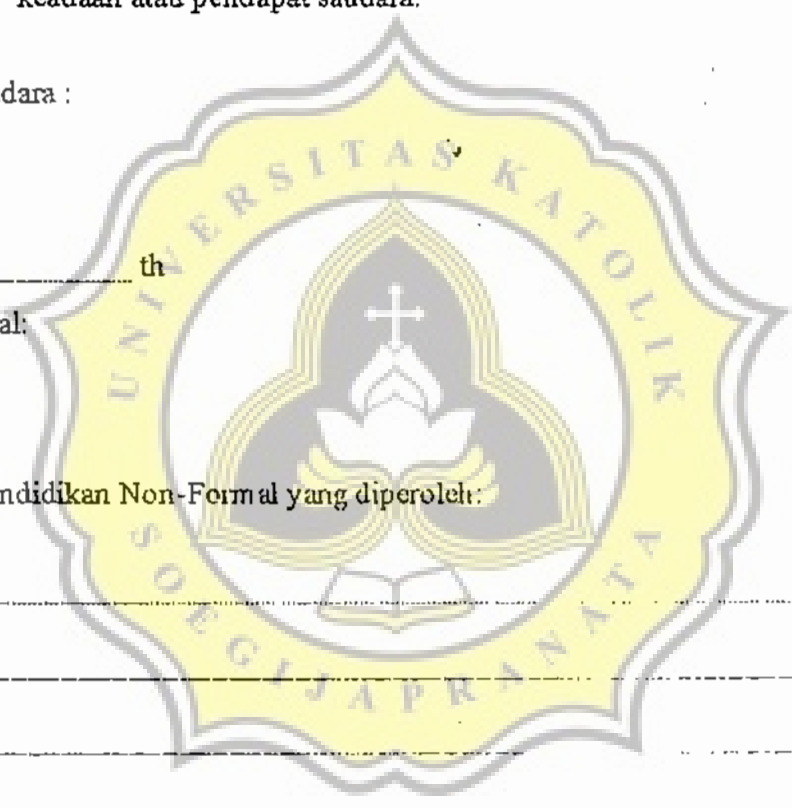 keadaan atau pendapat saudara.
dara :
UNIVERSITAS KATOLIK
th
al:
ndidikan Non-Formal yang diperoleh:
SOEGIJAPRANATA